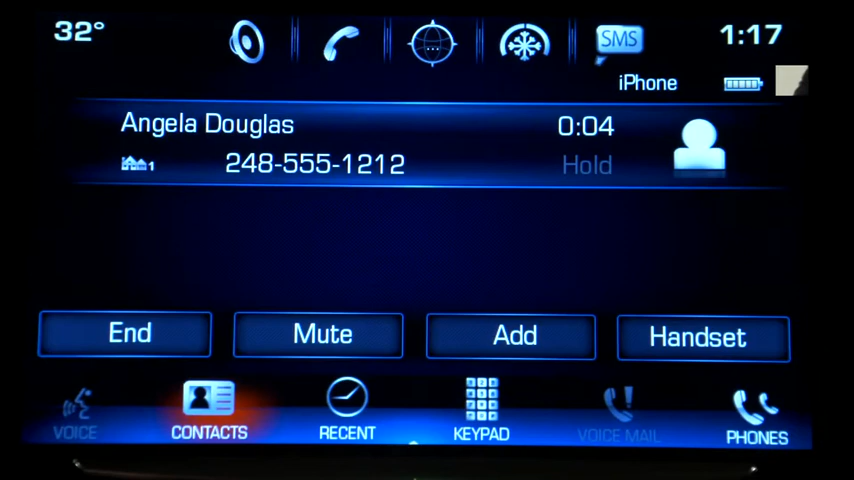 32° SMS 1:17
iPhone
Angela Douglas 0:04
1 248-555-1212 Hold
End Mute Add Handset
VOICE CONTACTS RECENT KEYPAD VOICE MAIL PHONES